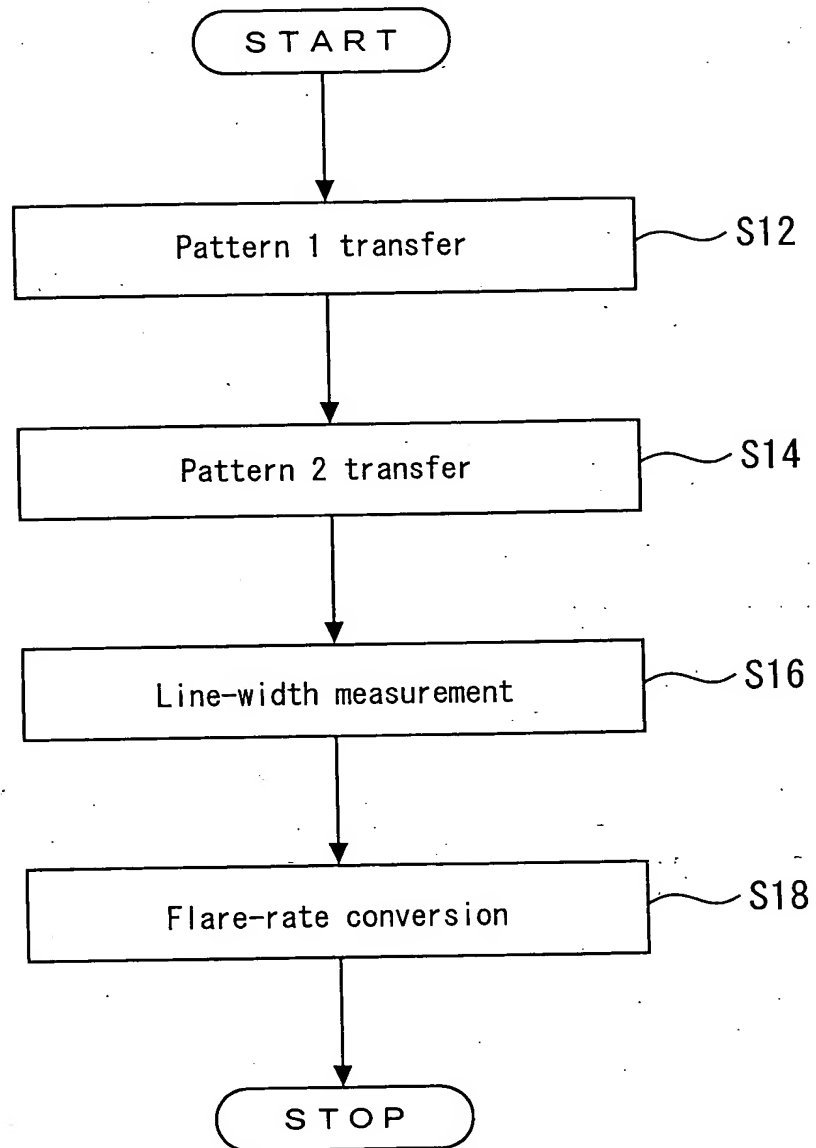 START
Pattern 1 transfer
S12
Pattern 2 transfer
S14
Line-width measurement
S16
Flare-rate conversion
S18
STOP